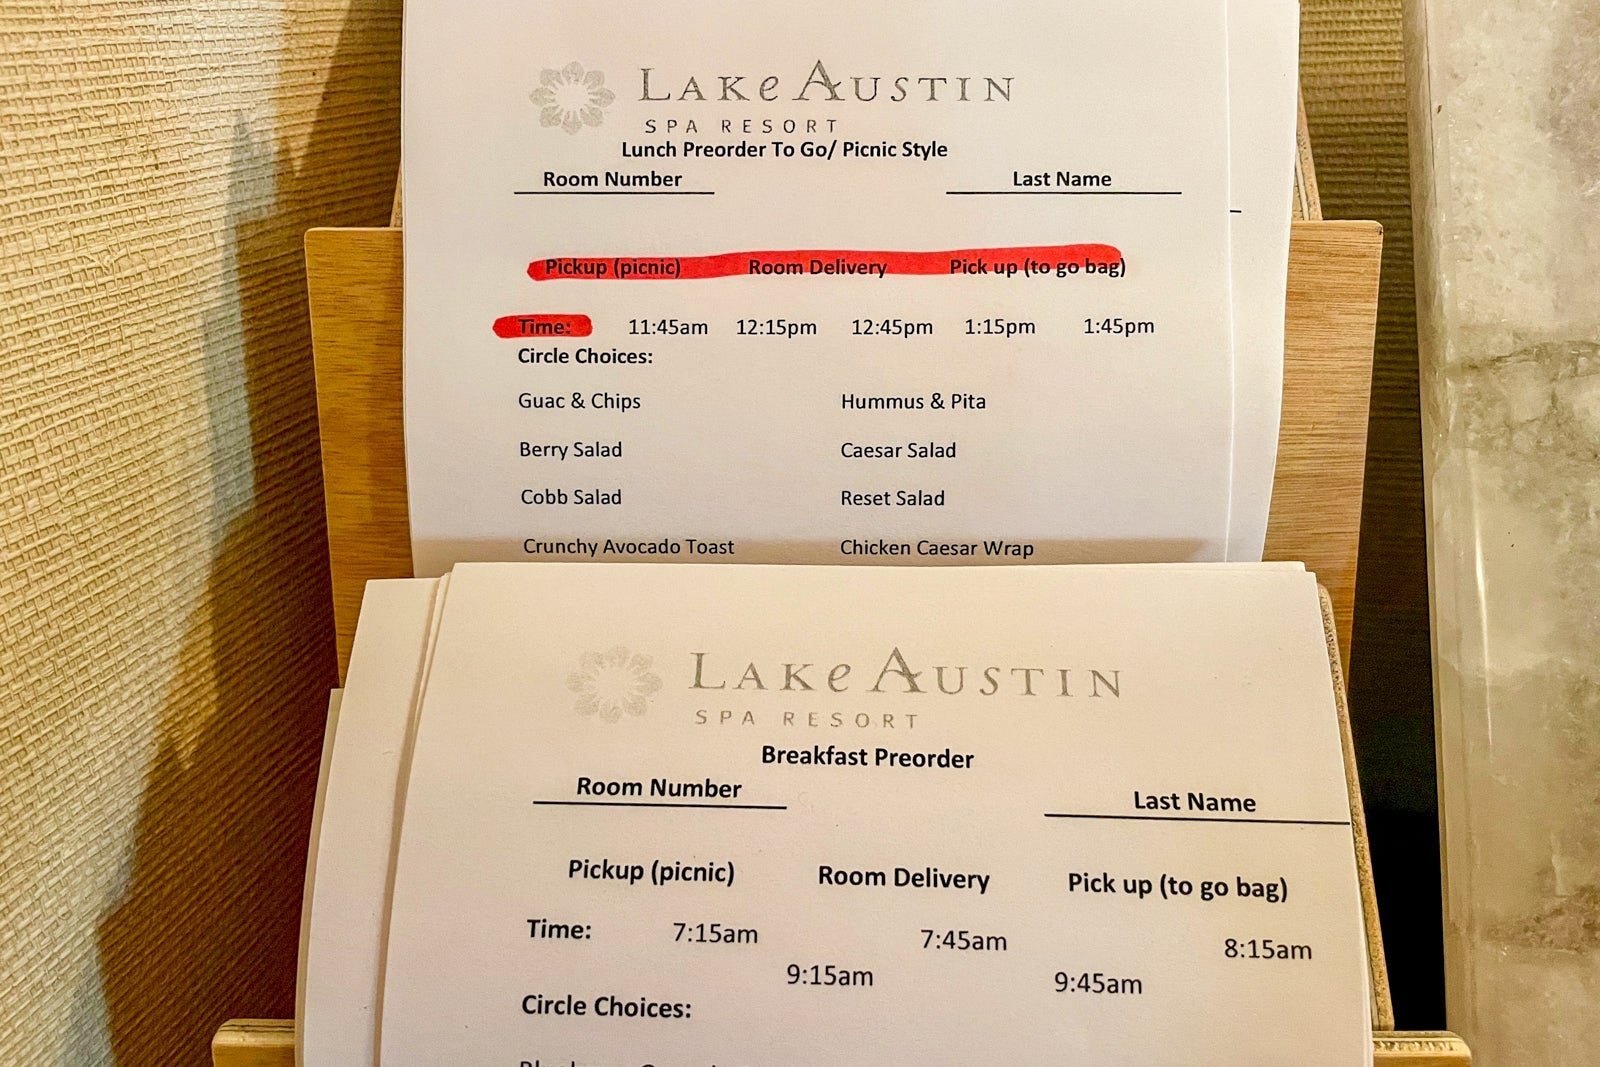 LAKE AUSTIN
SPA RESORT
Lunch Preorder To Go/ Picnic Style
Room Number Last Name
Pickup (picnic) Room Delivery Pick up (to go bag)
Time: 11:45am 12:15pm 12:45pm 1:15pm 1:45pm
Circle Choices:
Guac & Chips Hummus & Pita
Berry Salad Caesar Salad
Cobb Salad Reset Salad
Crunchy Avocado Toast Chicken Caesar Wrap
LAKE AUSTIN
SPA RESORT
Breakfast Preorder
Room Number Last Name
Pickup (picnic) Room Delivery Pick up (to go bag)
Time: 7:15am 7:45am 8:15am
9:15am 9:45am
Circle Choices: